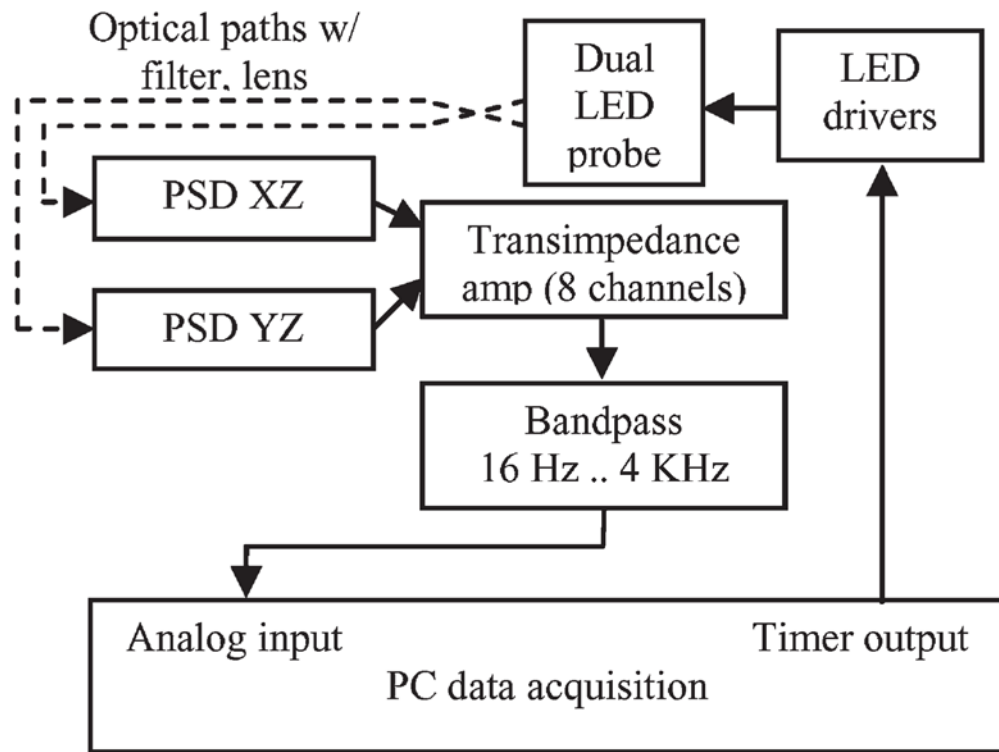 Optical paths w/
filter, lens
Dual
LED
probe
LED
drivers
PSD XZ
Transimpedance
amp (8 channels)
PSD YZ
Bandpass
16 Hz .. 4 KHz
Analog input
Timer output
PC data acquisition